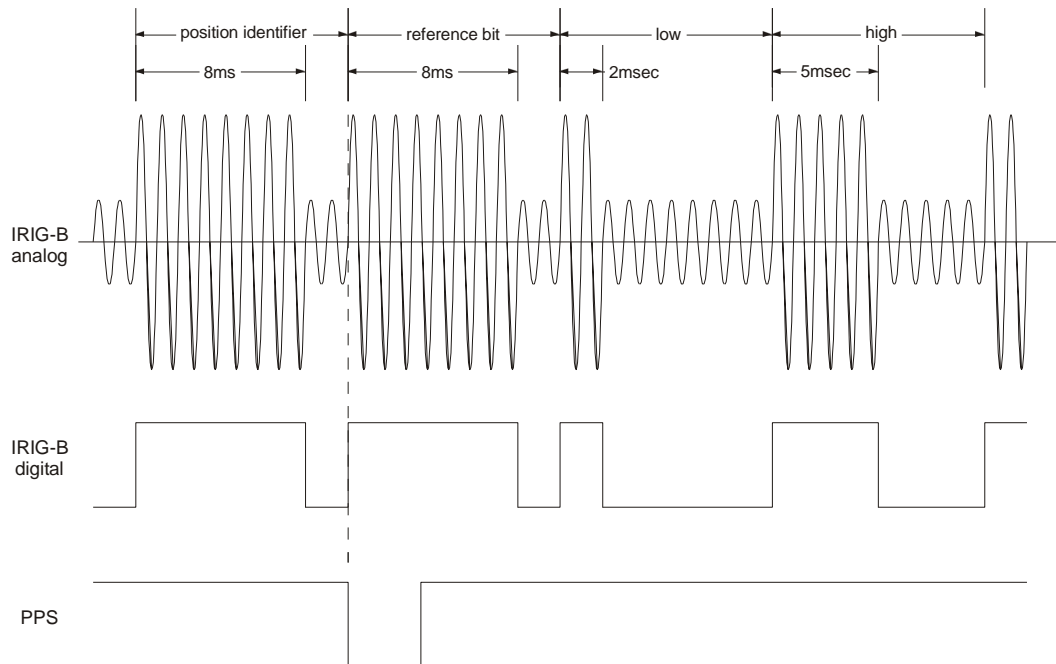 position identifier
reference bit
low
high
8ms
8ms
2msec
5msec
IRIG-B
analog
IRIG-B
digital
PPS